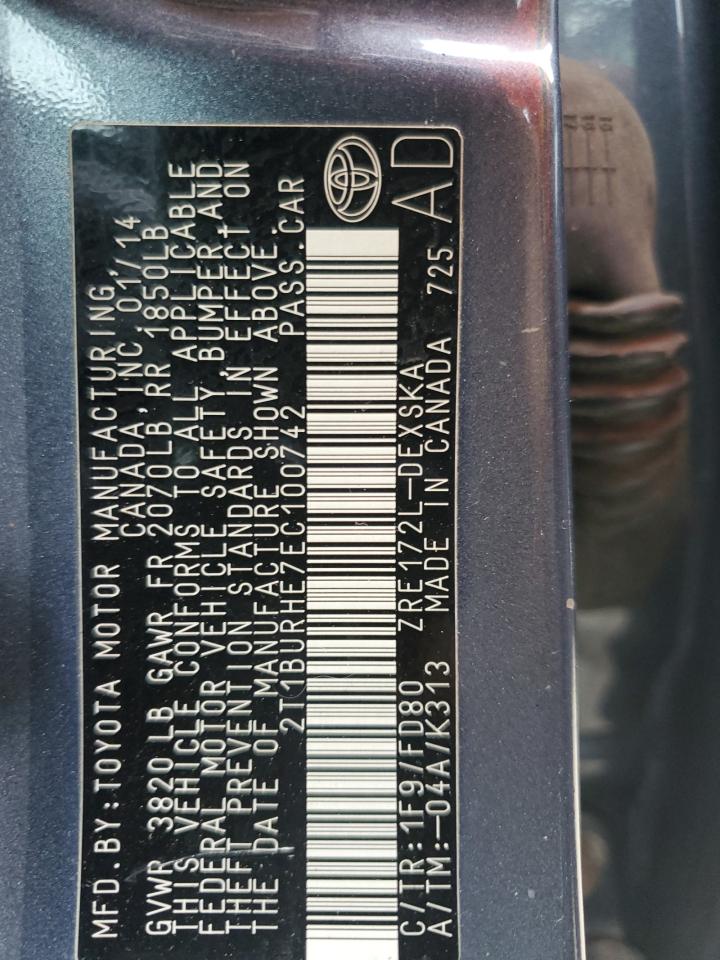 MFD.BY:TOYOTA MOTOR MANUFACTURING,
CANADA, INC. 01/14
GVWR 3820LB GAWR FR 2070LB RR 1850LB
THIS VEHICLE CONFORMS TO ALL APPLICABLE
FEDERAL MOTOR VEHICLE SAFETY, BUMPER, AND
THEFT PREVENTION STANDARDS IN EFFECT ON
THE DATE OF MANUFACTURE SHOWN ABOVE.
2T1BURHE7EC100742 PASS.CAR
C/TR:1F9/FD80 ZRE172L—DEXSKA
A/TM:—04A/K313 MADE IN CANADA 725 AD